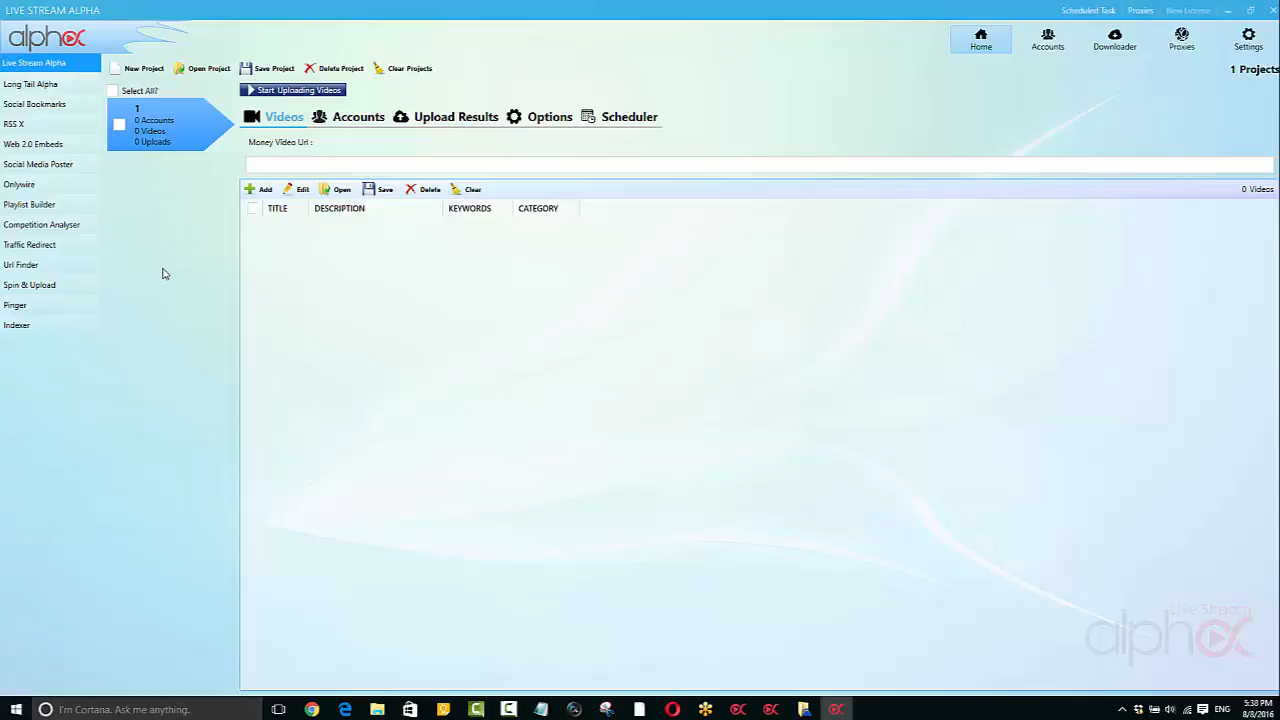 LIVE STREAM ALPHA
Scheduled Task Proxies New License
alpha
Home Accounts Downloader Proxies Settings
Live Stream Alpha
Long Tail Alpha
Social Bookmarks
RSS X
Web 2.0 Embeds
Social Media Poster
Onlywire
Playlist Builder
Competition Analyser
Traffic Redirect
Url Finder
Spin & Upload
Pinger
Indexer
New Project Open Project Save Project Delete Project Clear Projects
1 Projects
Select All?
1
0 Accounts
0 Videos
0 Uploads
Start Uploading Videos
Videos Accounts Upload Results Options Scheduler
Money Video Url :
Add Edit Open Save Delete Clear
0 Videos
TITLE DESCRIPTION KEYWORDS CATEGORY
Live Stream
alpha
I'm Cortana. Ask me anything.
ENG
5:38 PM
8/8/2016